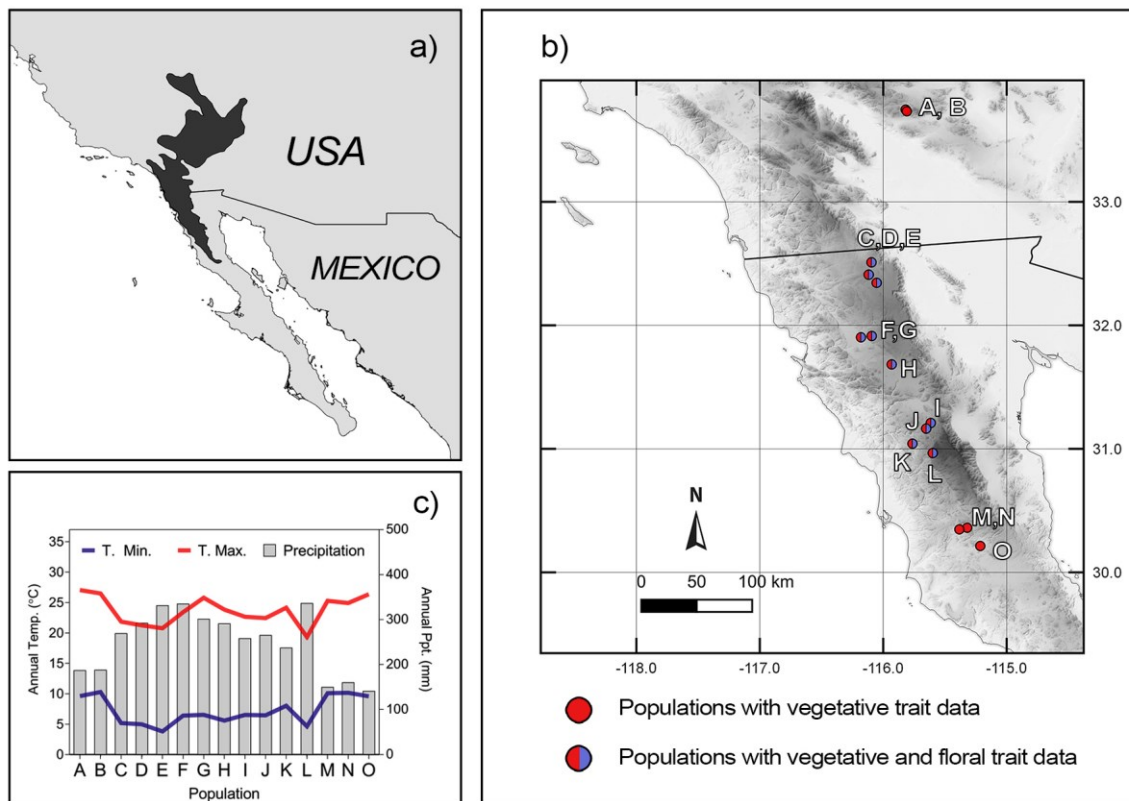 a)
USA
MEXICO
b)
A, B
33.0
C,D,E
32.0
F,G
H
I
J
31.0
K
L
N
M,N
O
30.0
0 50 100 km
-118.0 -117.0 -116.0 -115.0
Populations with vegetative trait data
Populations with vegetative and floral trait data
c)
T. Min. T. Max. Precipitation
Annual Temp. (°C)
35
30
25
20
15
10
5
0
500
400
300
200
100
0
Annual Ppt. (mm)
A B C D E F G H I J K L M N O
Population